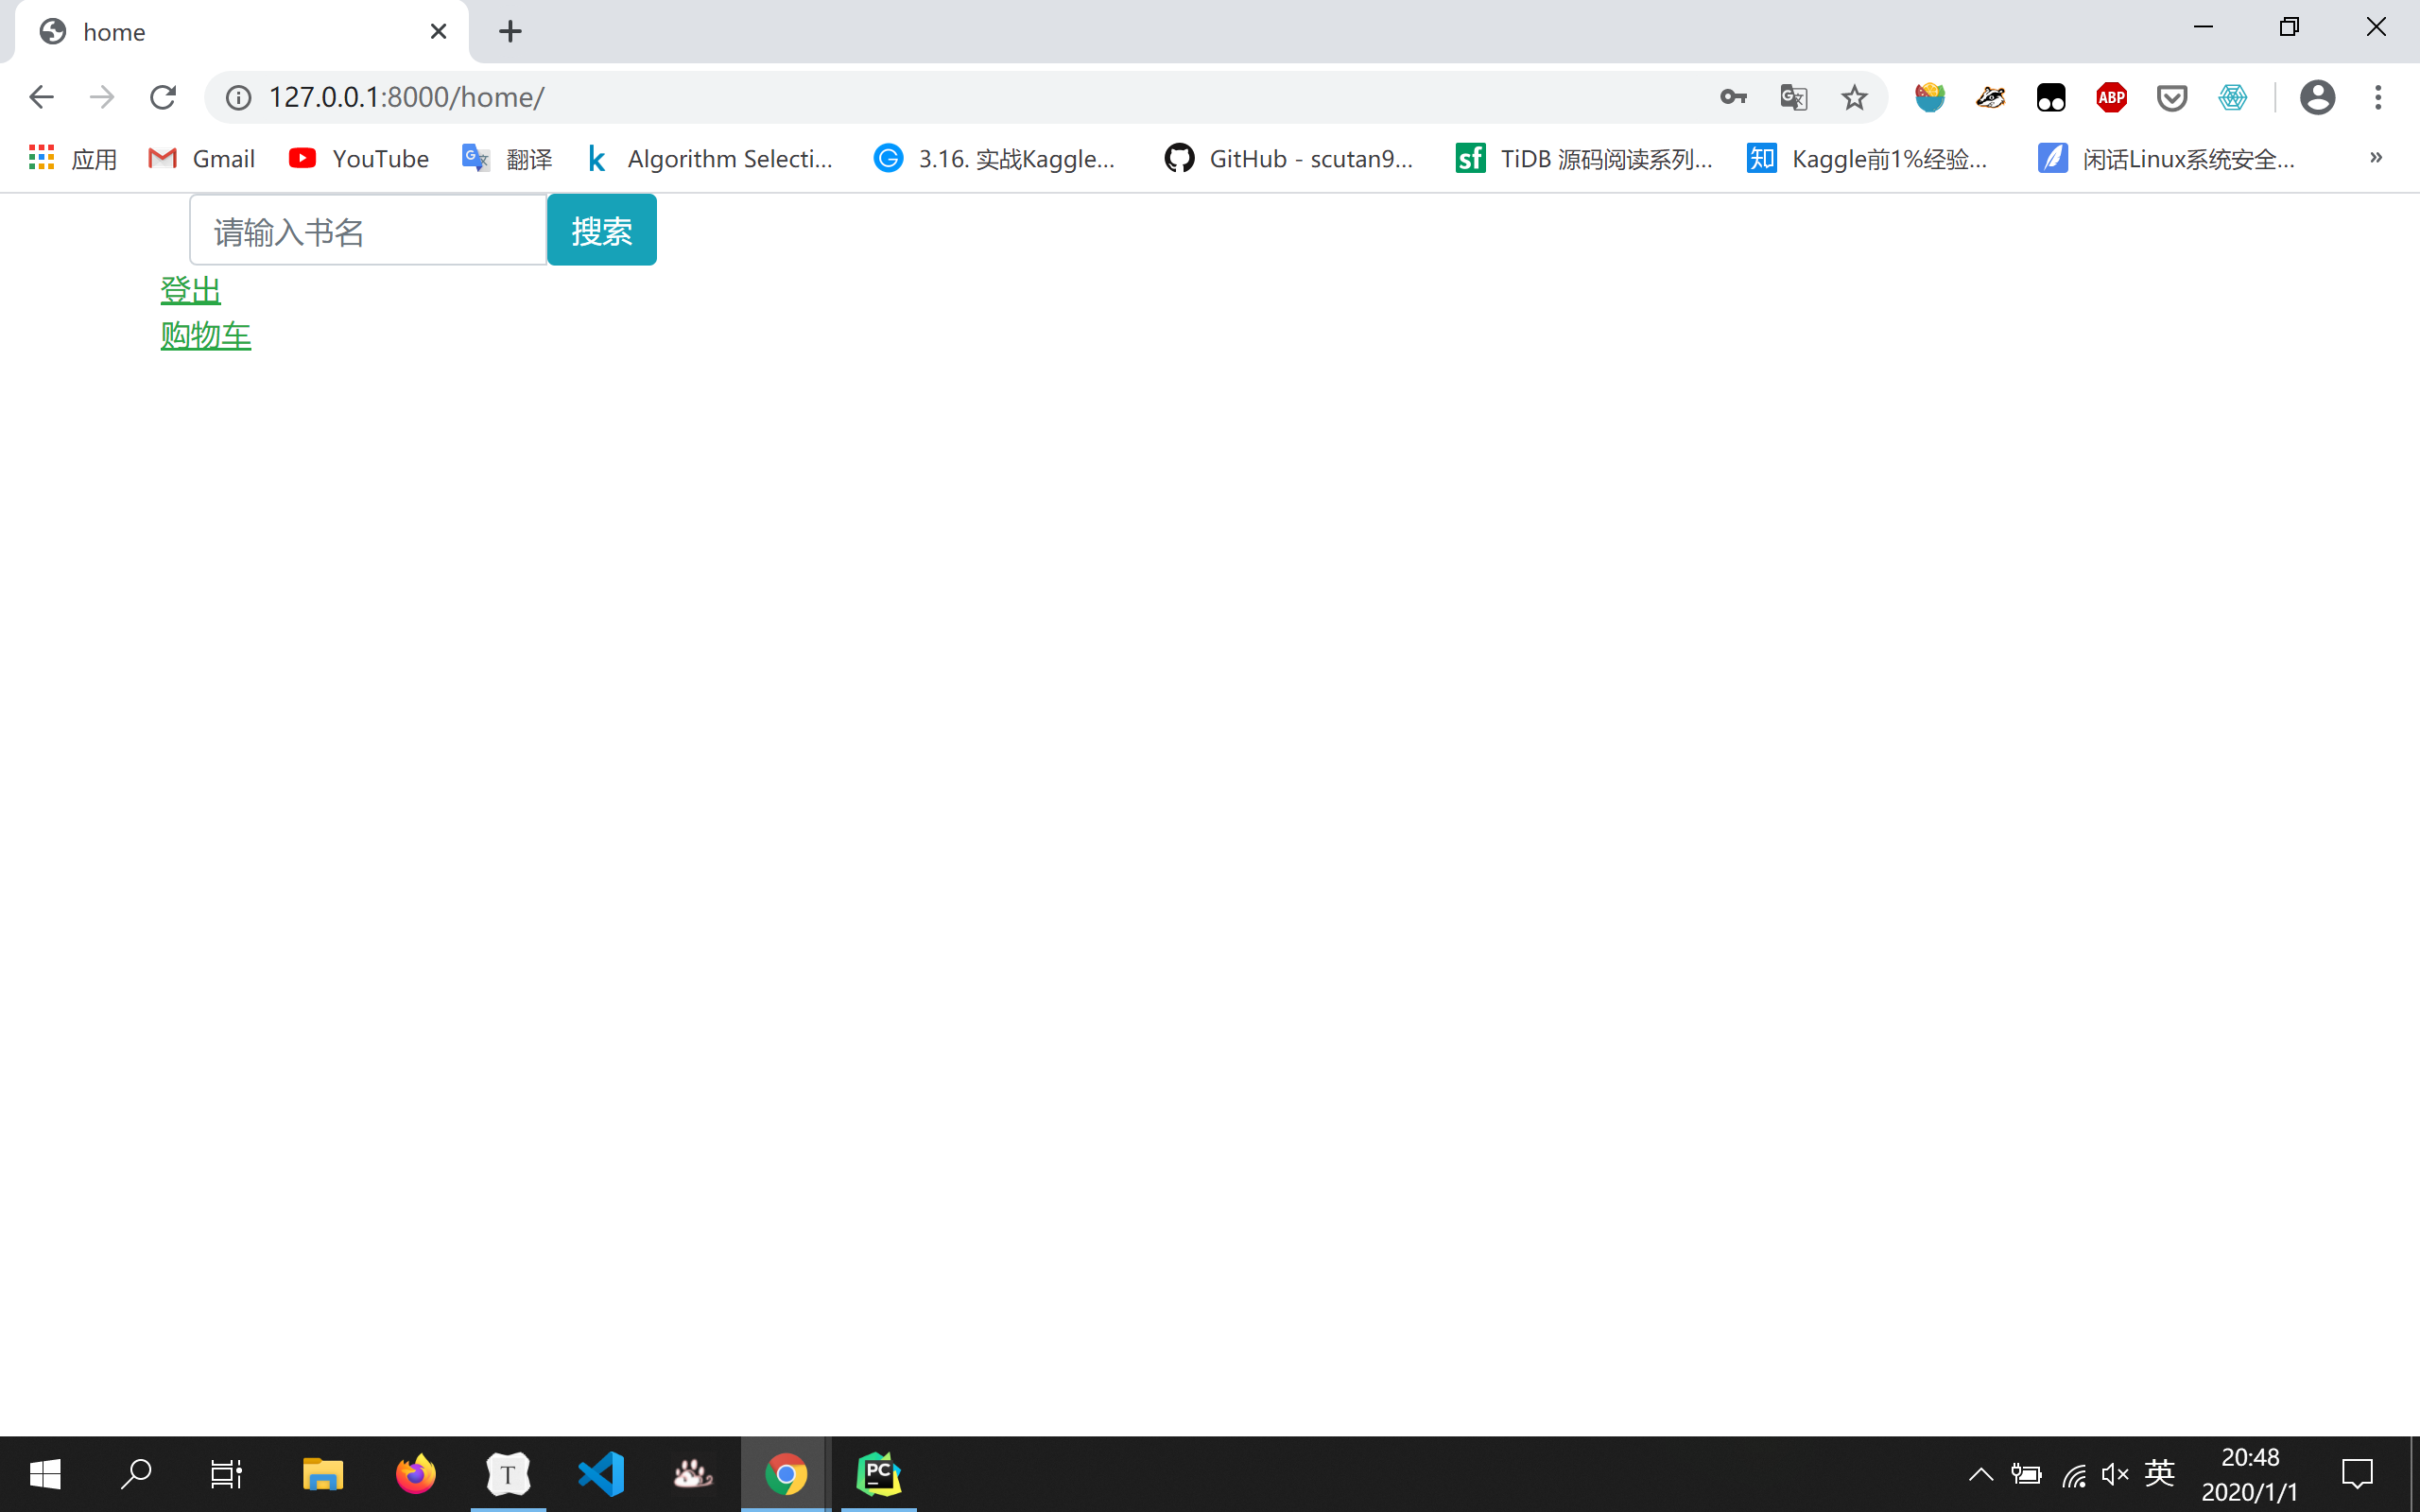 home
127.0.0.1:8000/home/
ABP
应用 Gmail YouTube 翻译 Algorithm Selecti... 3.16. 实战Kaggle... GitHub - scutan9... TiDB 源码阅读系列... Kaggle前1%经验... 闲话Linux系统安全... »
请输入书名 搜索
登出
购物车
英 20:48
2020/1/1